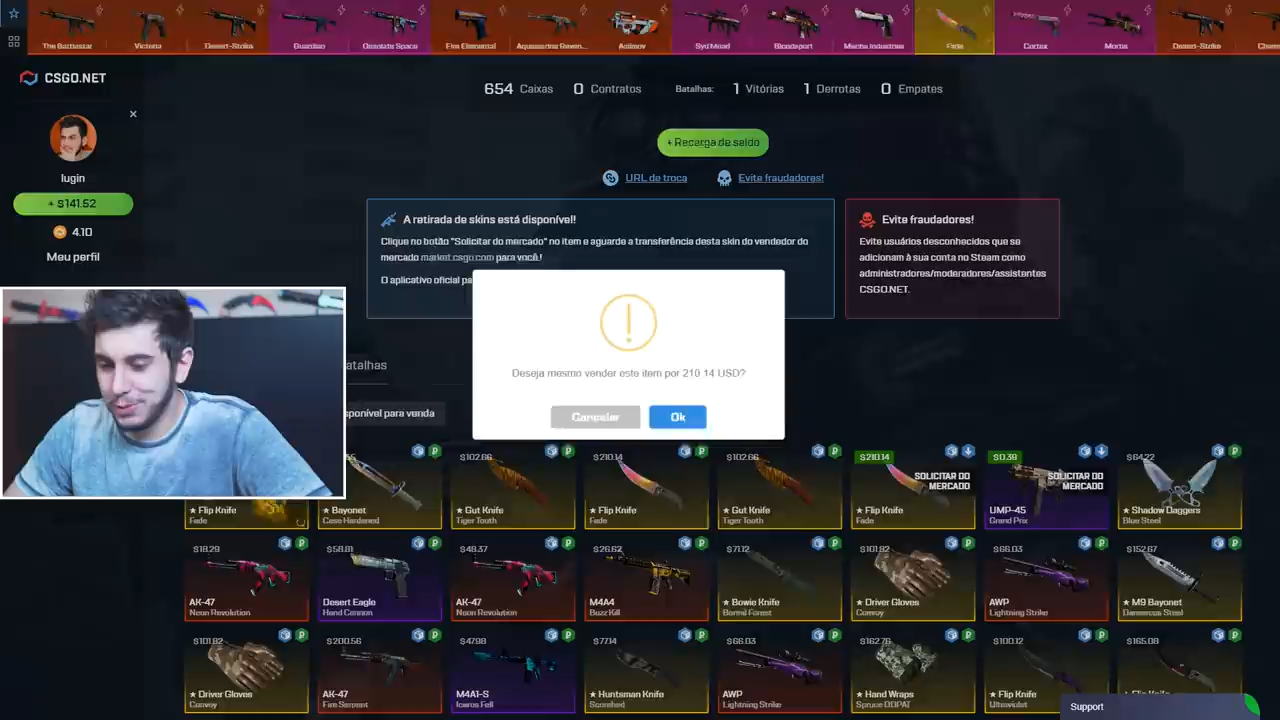 The Battlestar
Victoria
Desert-Strike
Guardian
Obsolete Space
Fire Elemental
Aquamarine Reven...
Asiimov
Syd Mead
Bloodsport
Mecha Industries
Fade
Cortex
Mortis
Desert-Strike
CSGO.NET
654 Caixas 0 Contratos Batalhas: 1 Vitórias 1 Derrotas 0 Empates
+ Recarga de saldo
URL de troca Evite fraudadores!
lugin
+ $141.52
4.10
Meu perfil
A retirada de skins está disponível!
Clique no botão "Solicitar do mercado" no item e aguarde a transferência desta skin do vendedor do
mercado market.csgo.com para você.!
O aplicativo oficial pa
Evite fraudadores!
Evite usuários desconhecidos que se
adicionam à sua conta no Steam como
administradores/moderadores/assistentes
CSGO.NET.
Deseja mesmo vender este item por 210.14 USD?
Cancelar Ok
atalhas
sponível para venda
★ Flip Knife
Fade
★ Bayonet
Case Hardened
$102.66
★ Gut Knife
Tiger Tooth
$210.14
★ Flip Knife
Fade
$102.66
★ Gut Knife
Tiger Tooth
$210.14
SOLICITAR DO
MERCADO
★ Flip Knife
Fade
$0.39
SOLICITAR DO
MERCADO
UMP-45
Grand Prix
$64.22
★ Shadow Daggers
Blue Steel
$18.29
AK-47
Neon Revolution
$58.81
Desert Eagle
Hand Cannon
$48.37
AK-47
Neon Revolution
$26.62
M4A4
Buzz Kill
$71.12
★ Bowie Knife
Boreal Forest
$101.82
★ Driver Gloves
Convoy
$66.03
AWP
Lightning Strike
$152.67
★ M9 Bayonet
Damascus Steel
$101.82
★ Driver Gloves
Convoy
$200.56
AK-47
Fire Serpent
$47.98
M4A1-S
Icarus Fell
$77.14
★ Huntsman Knife
Scorched
$66.03
AWP
Lightning Strike
$162.76
★ Hand Wraps
Spruce DDPAT
$100.12
★ Flip Knife
Ultraviolet
$165.08
★ Flip Knife
Support